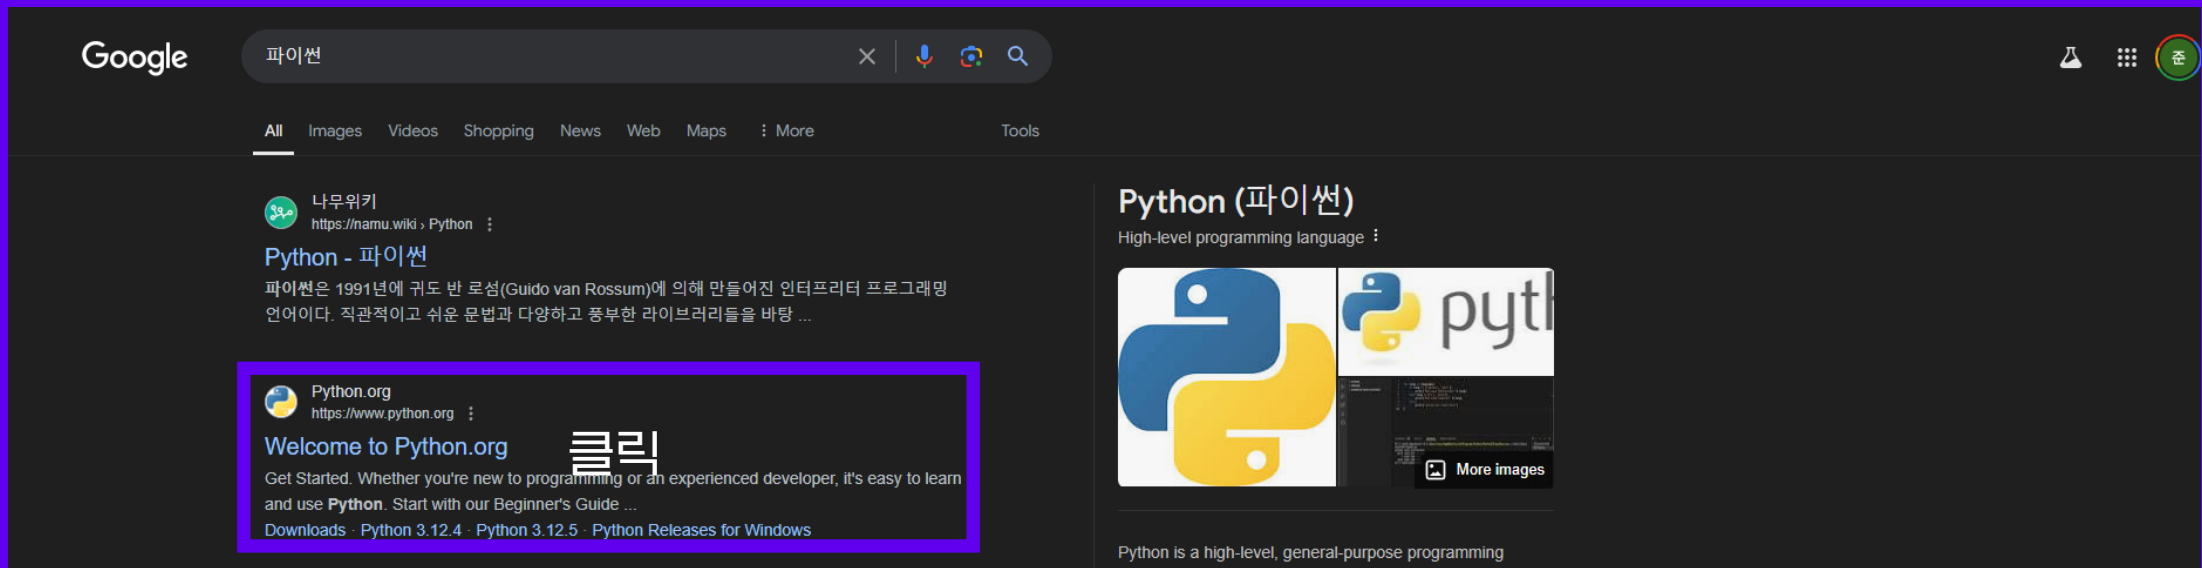 Google
파이썬
준
All Images Videos Shopping News Web Maps More Tools
나무위키
https://namu.wiki › Python
Python - 파이썬
파이썬은 1991년에 귀도 반 로섬(Guido van Rossum)에 의해 만들어진 인터프리터 프로그래밍
언어이다. 직관적이고 쉬운 문법과 다양하고 풍부한 라이브러리들을 바탕 ...
Python.org
https://www.python.org
Welcome to Python.org
클릭
Get Started. Whether you're new to programming or an experienced developer, it's easy to learn
and use Python. Start with our Beginner's Guide ...
Downloads · Python 3.12.4 · Python 3.12.5 · Python Releases for Windows
Python (파이썬)
High-level programming language
pyth
More images
Python is a high-level, general-purpose programming